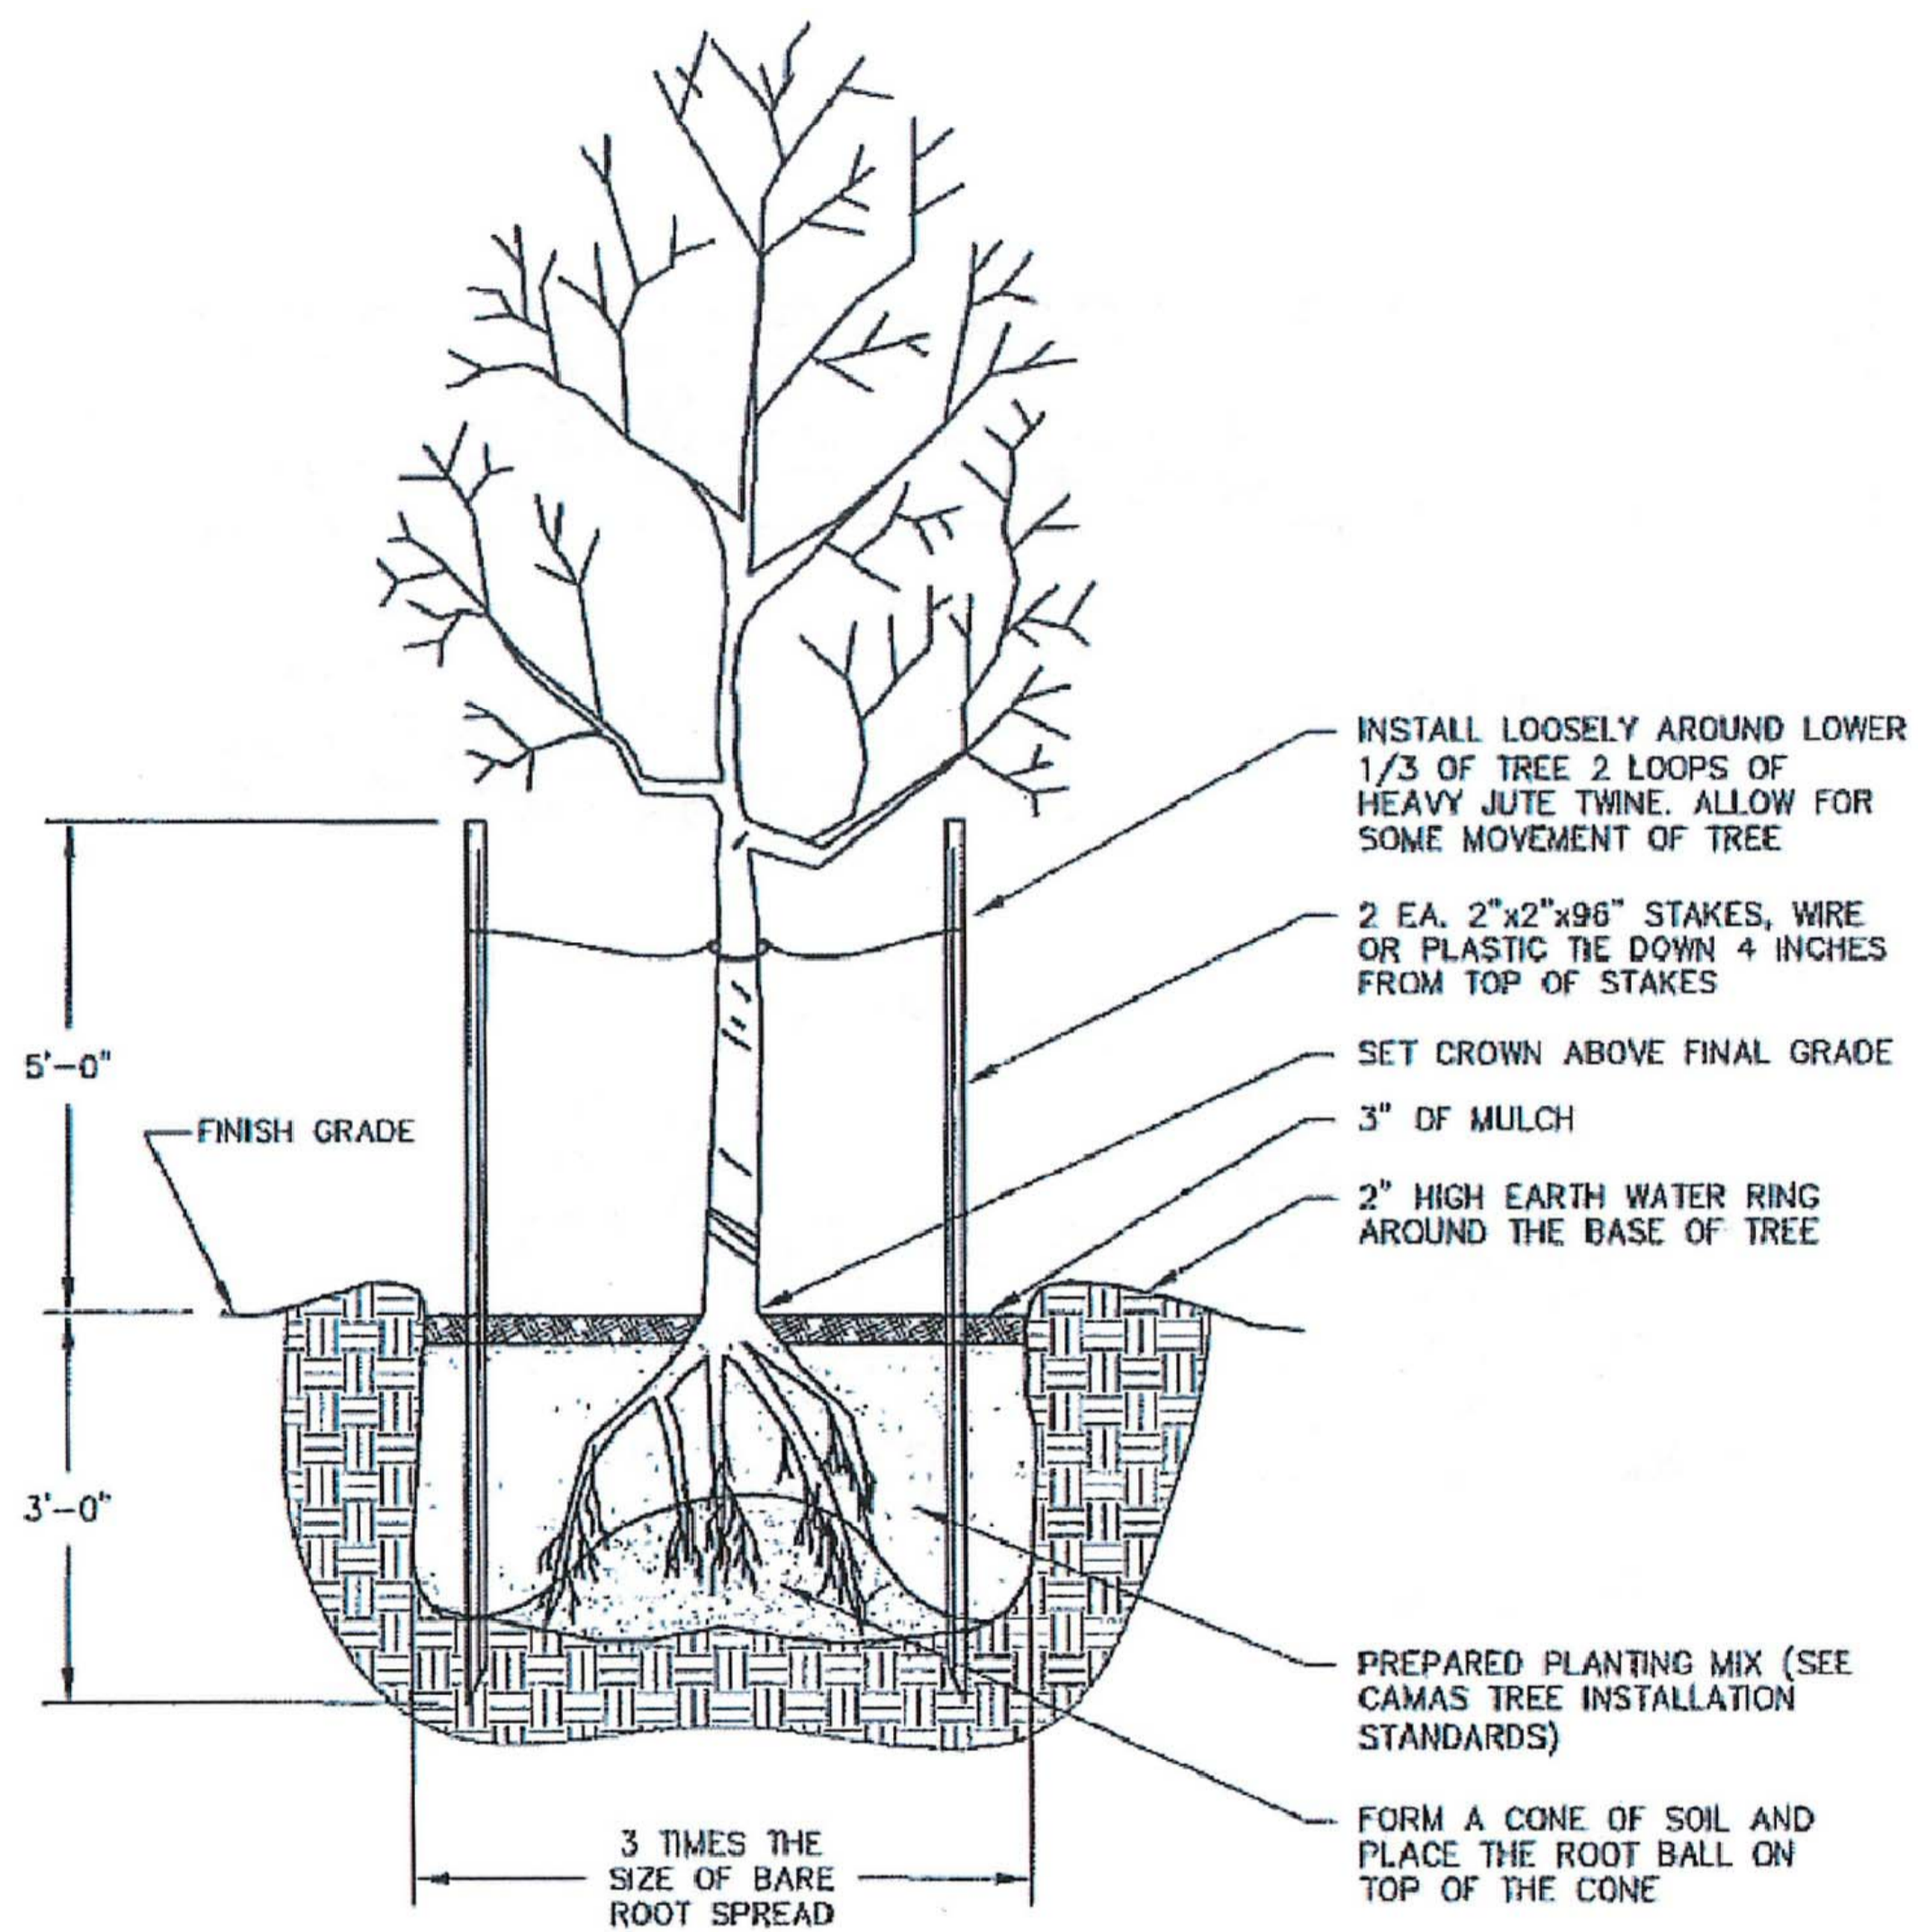 INSTALL LOOSELY AROUND LOWER
1/3 OF TREE 2 LOOPS OF
HEAVY JUTE TWINE. ALLOW FOR
SOME MOVEMENT OF TREE
2 EA. 2"x2"x96" STAKES, WIRE
OR PLASTIC TIE DOWN 4 INCHES
FROM TOP OF STAKES
SET CROWN ABOVE FINAL GRADE
5'-0"
FINISH GRADE
3" OF MULCH
2" HIGH EARTH WATER RING
AROUND THE BASE OF TREE
3'-0"
PREPARED PLANTING MIX (SEE
CAMAS TREE INSTALLATION
STANDARDS)
FORM A CONE OF SOIL AND
PLACE THE ROOT BALL ON
TOP OF THE CONE
3 TIMES THE
SIZE OF BARE
ROOT SPREAD